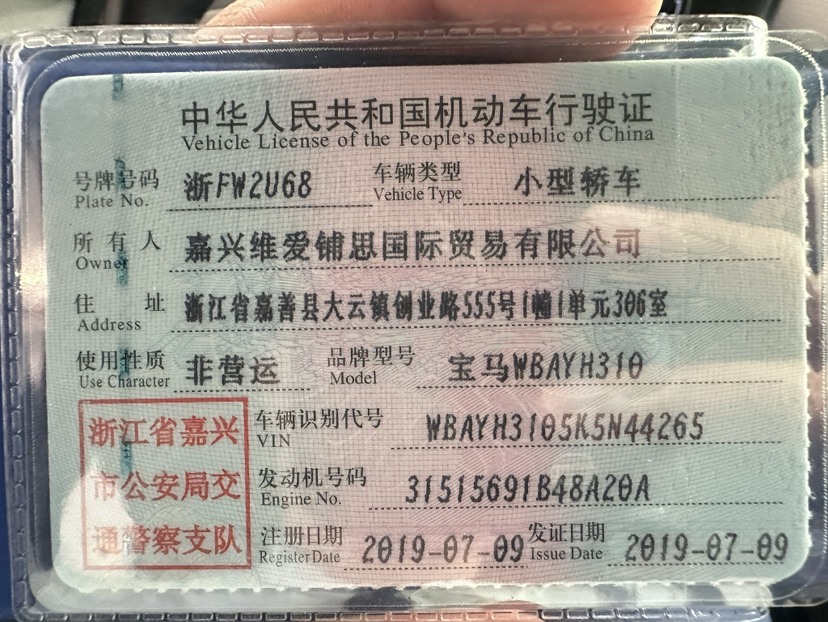 中华人民共和国机动车行驶证
Vehicle License of the People's Republic of China
号牌号码 浙FW2U68 车辆类型 小型轿车
Plate No. Vehicle Type
所有人 嘉兴维爱铺思国际贸易有限公司
Owner
住址 浙江省嘉善县大云镇创业路555号1幢1单元306室
Address
使用性质 非营运 品牌型号 宝马WBAYH310
Use Character Model
浙江省嘉兴
市公安局交
通警察支队
车辆识别代号 WBAYH3105K5N44265
VIN
发动机号码 31515691B48A20A
Engine No.
注册日期 2019-07-09 发证日期 2019-07-09
Register Date Issue Date